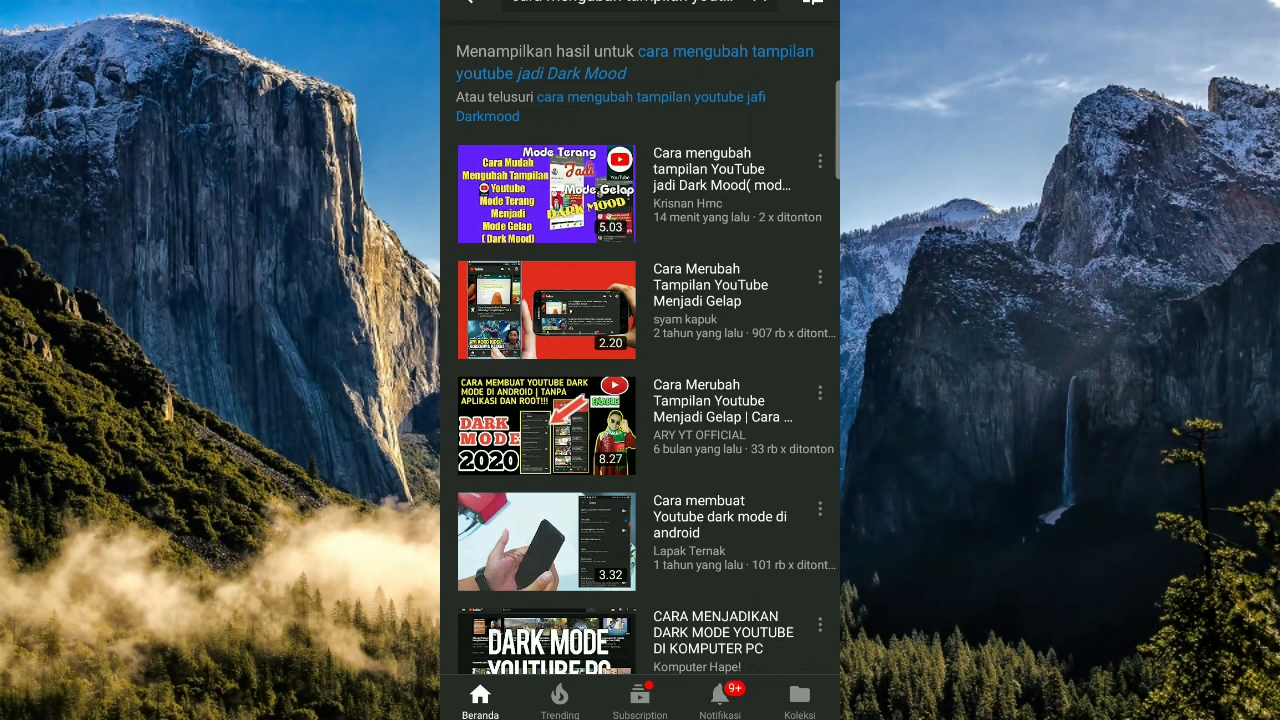 Menampilkan hasil untuk cara mengubah tampilan
youtube jadi Dark Mood
Atau telusuri cara mengubah tampilan youtube jafi
Darkmood
Mode Terang
Cara Mudah
Mengubah Tampilan
Youtube
Mode Terang
Menjadi
Mode Gelap
( Dark Mood)
Jadi
YouTube
Mode Gelap
DARK MOOD
5.03
Cara mengubah
tampilan YouTube
jadi Dark Mood( mod...
Krisnan Hmc
14 menit yang lalu · 2 x ditonton
2.20
Cara Merubah
Tampilan YouTube
Menjadi Gelap
syam kapuk
2 tahun yang lalu · 907 rb x ditont...
CARA MEMBUAT YOUTUBE DARK
MODE DI ANDROID | TANPA
APLIKASI DAN ROOT!!!
DARK
MODE
2020
8.27
Cara Merubah
Tampilan Youtube
Menjadi Gelap | Cara ...
ARY YT OFFICIAL
6 bulan yang lalu · 33 rb x ditonton
3.32
Cara membuat
Youtube dark mode di
android
Lapak Ternak
1 tahun yang lalu · 101 rb x ditont...
DARK MODE
YOUTUBE PC
CARA MENJADIKAN
DARK MODE YOUTUBE
DI KOMPUTER PC
Komputer Hape!
9+
Beranda
Trending
Subscription
Notifikasi
Koleksi